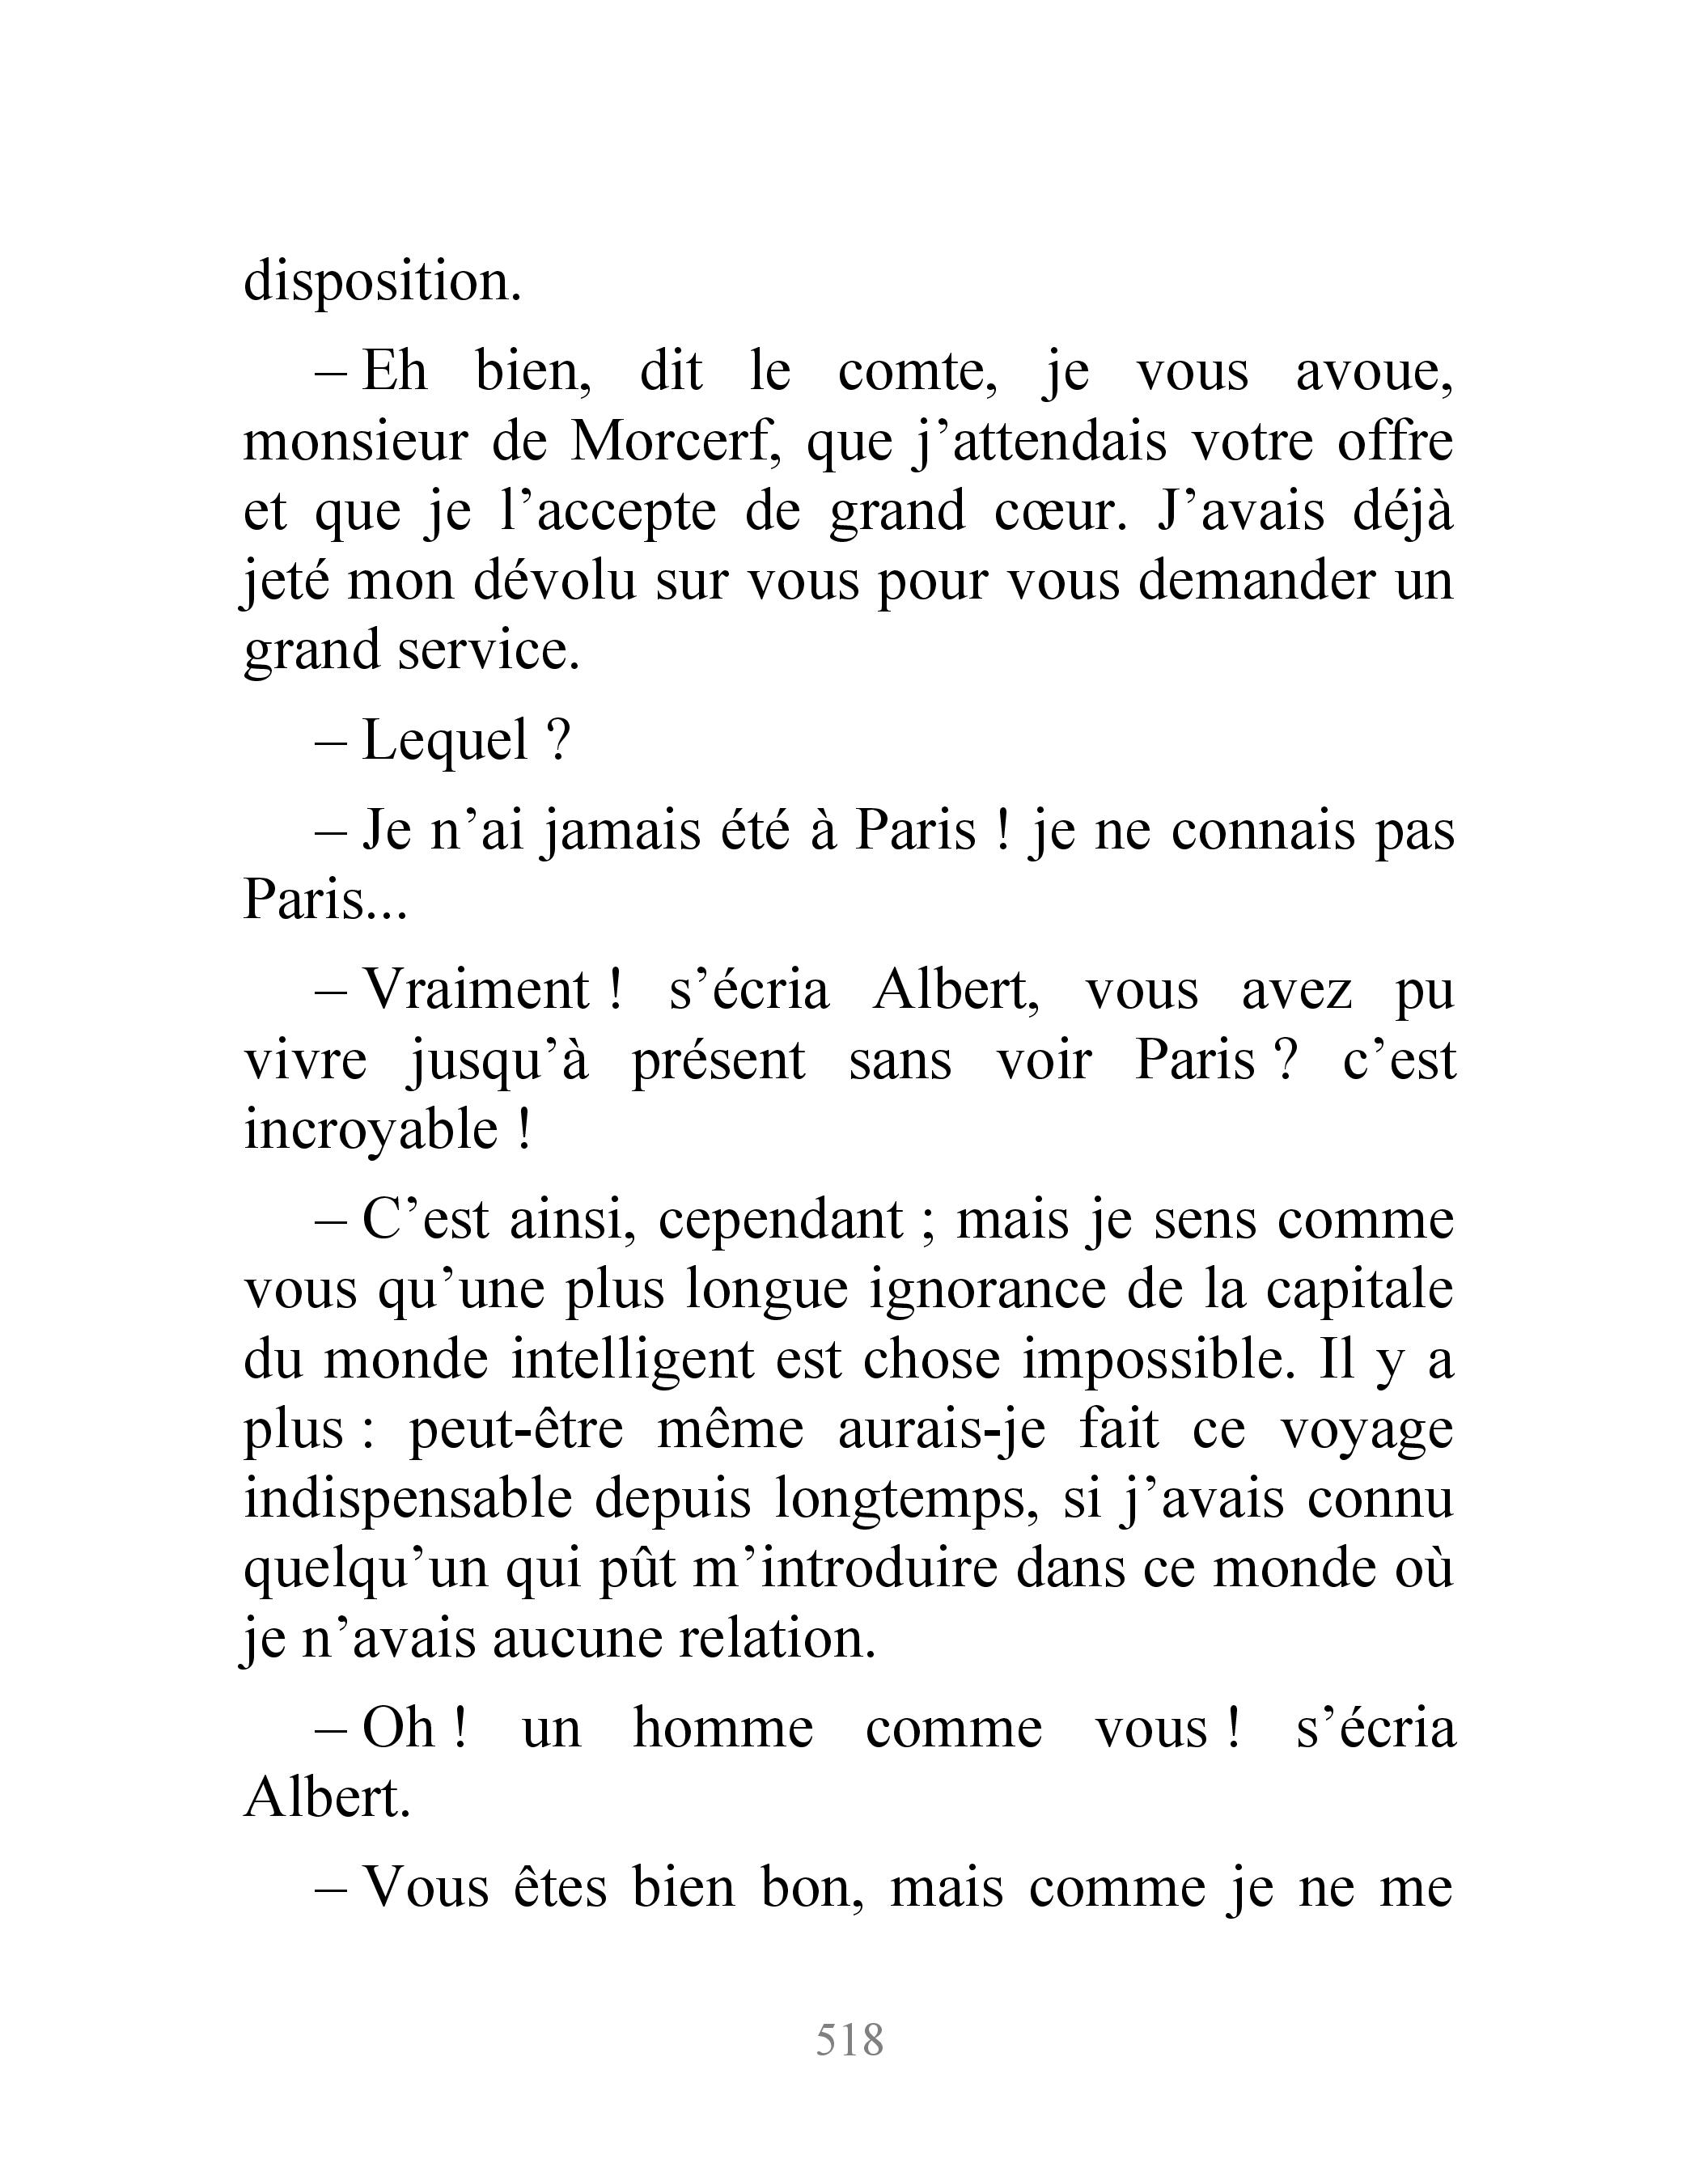 disposition.
– Eh bien, dit le comte, je vous avoue,
monsieur de Morcerf, que j’attendais votre offre
et que je l’accepte de grand cœur. J’avais déjà
jeté mon dévolu sur vous pour vous demander un
grand service.
– Lequel ?
– Je n’ai jamais été à Paris ! je ne connais pas
Paris...
– Vraiment ! s’écria Albert, vous avez pu
vivre jusqu’à présent sans voir Paris ? c’est
incroyable !
– C’est ainsi, cependant ; mais je sens comme
vous qu’une plus longue ignorance de la capitale
du monde intelligent est chose impossible. Il y a
plus : peut-être même aurais-je fait ce voyage
indispensable depuis longtemps, si j’avais connu
quelqu’un qui pût m’introduire dans ce monde où
je n’avais aucune relation.
– Oh ! un homme comme vous ! s’écria
Albert.
– Vous êtes bien bon, mais comme je ne me
518